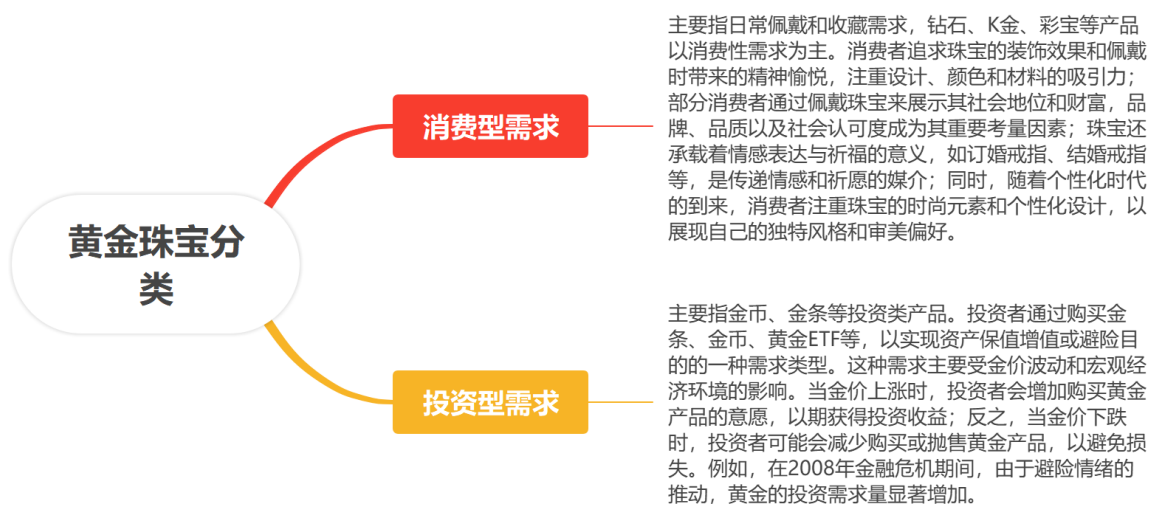 黄金珠宝分
类
消费型需求
主要指日常佩戴和收藏需求，钻石、K金、彩宝等产品
以消费性需求为主。消费者追求珠宝的装饰效果和佩戴
时带来的精神愉悦，注重设计、颜色和材料的吸引力；
部分消费者通过佩戴珠宝来展示其社会地位和财富，品
牌、品质以及社会认可度成为其重要考量因素；珠宝还
承载着情感表达与祈福的意义，如订婚戒指、结婚戒指
等，是传递情感和祈愿的媒介；同时，随着个性化时代
的到来，消费者注重珠宝的时尚元素和个性化设计，以
展现自己的独特风格和审美偏好。
投资型需求
主要指金币、金条等投资类产品。投资者通过购买金
条、金币、黄金ETF等，以实现资产保值增值或避险目
的的一种需求类型。这种需求主要受金价波动和宏观经
济环境的影响。当金价上涨时，投资者会增加购买黄金
产品的意愿，以期获得投资收益；反之，当金价下跌
时，投资者可能会减少购买或抛售黄金产品，以避免损
失。例如，在2008年金融危机期间，由于避险情绪的
推动，黄金的投资需求量显著增加。